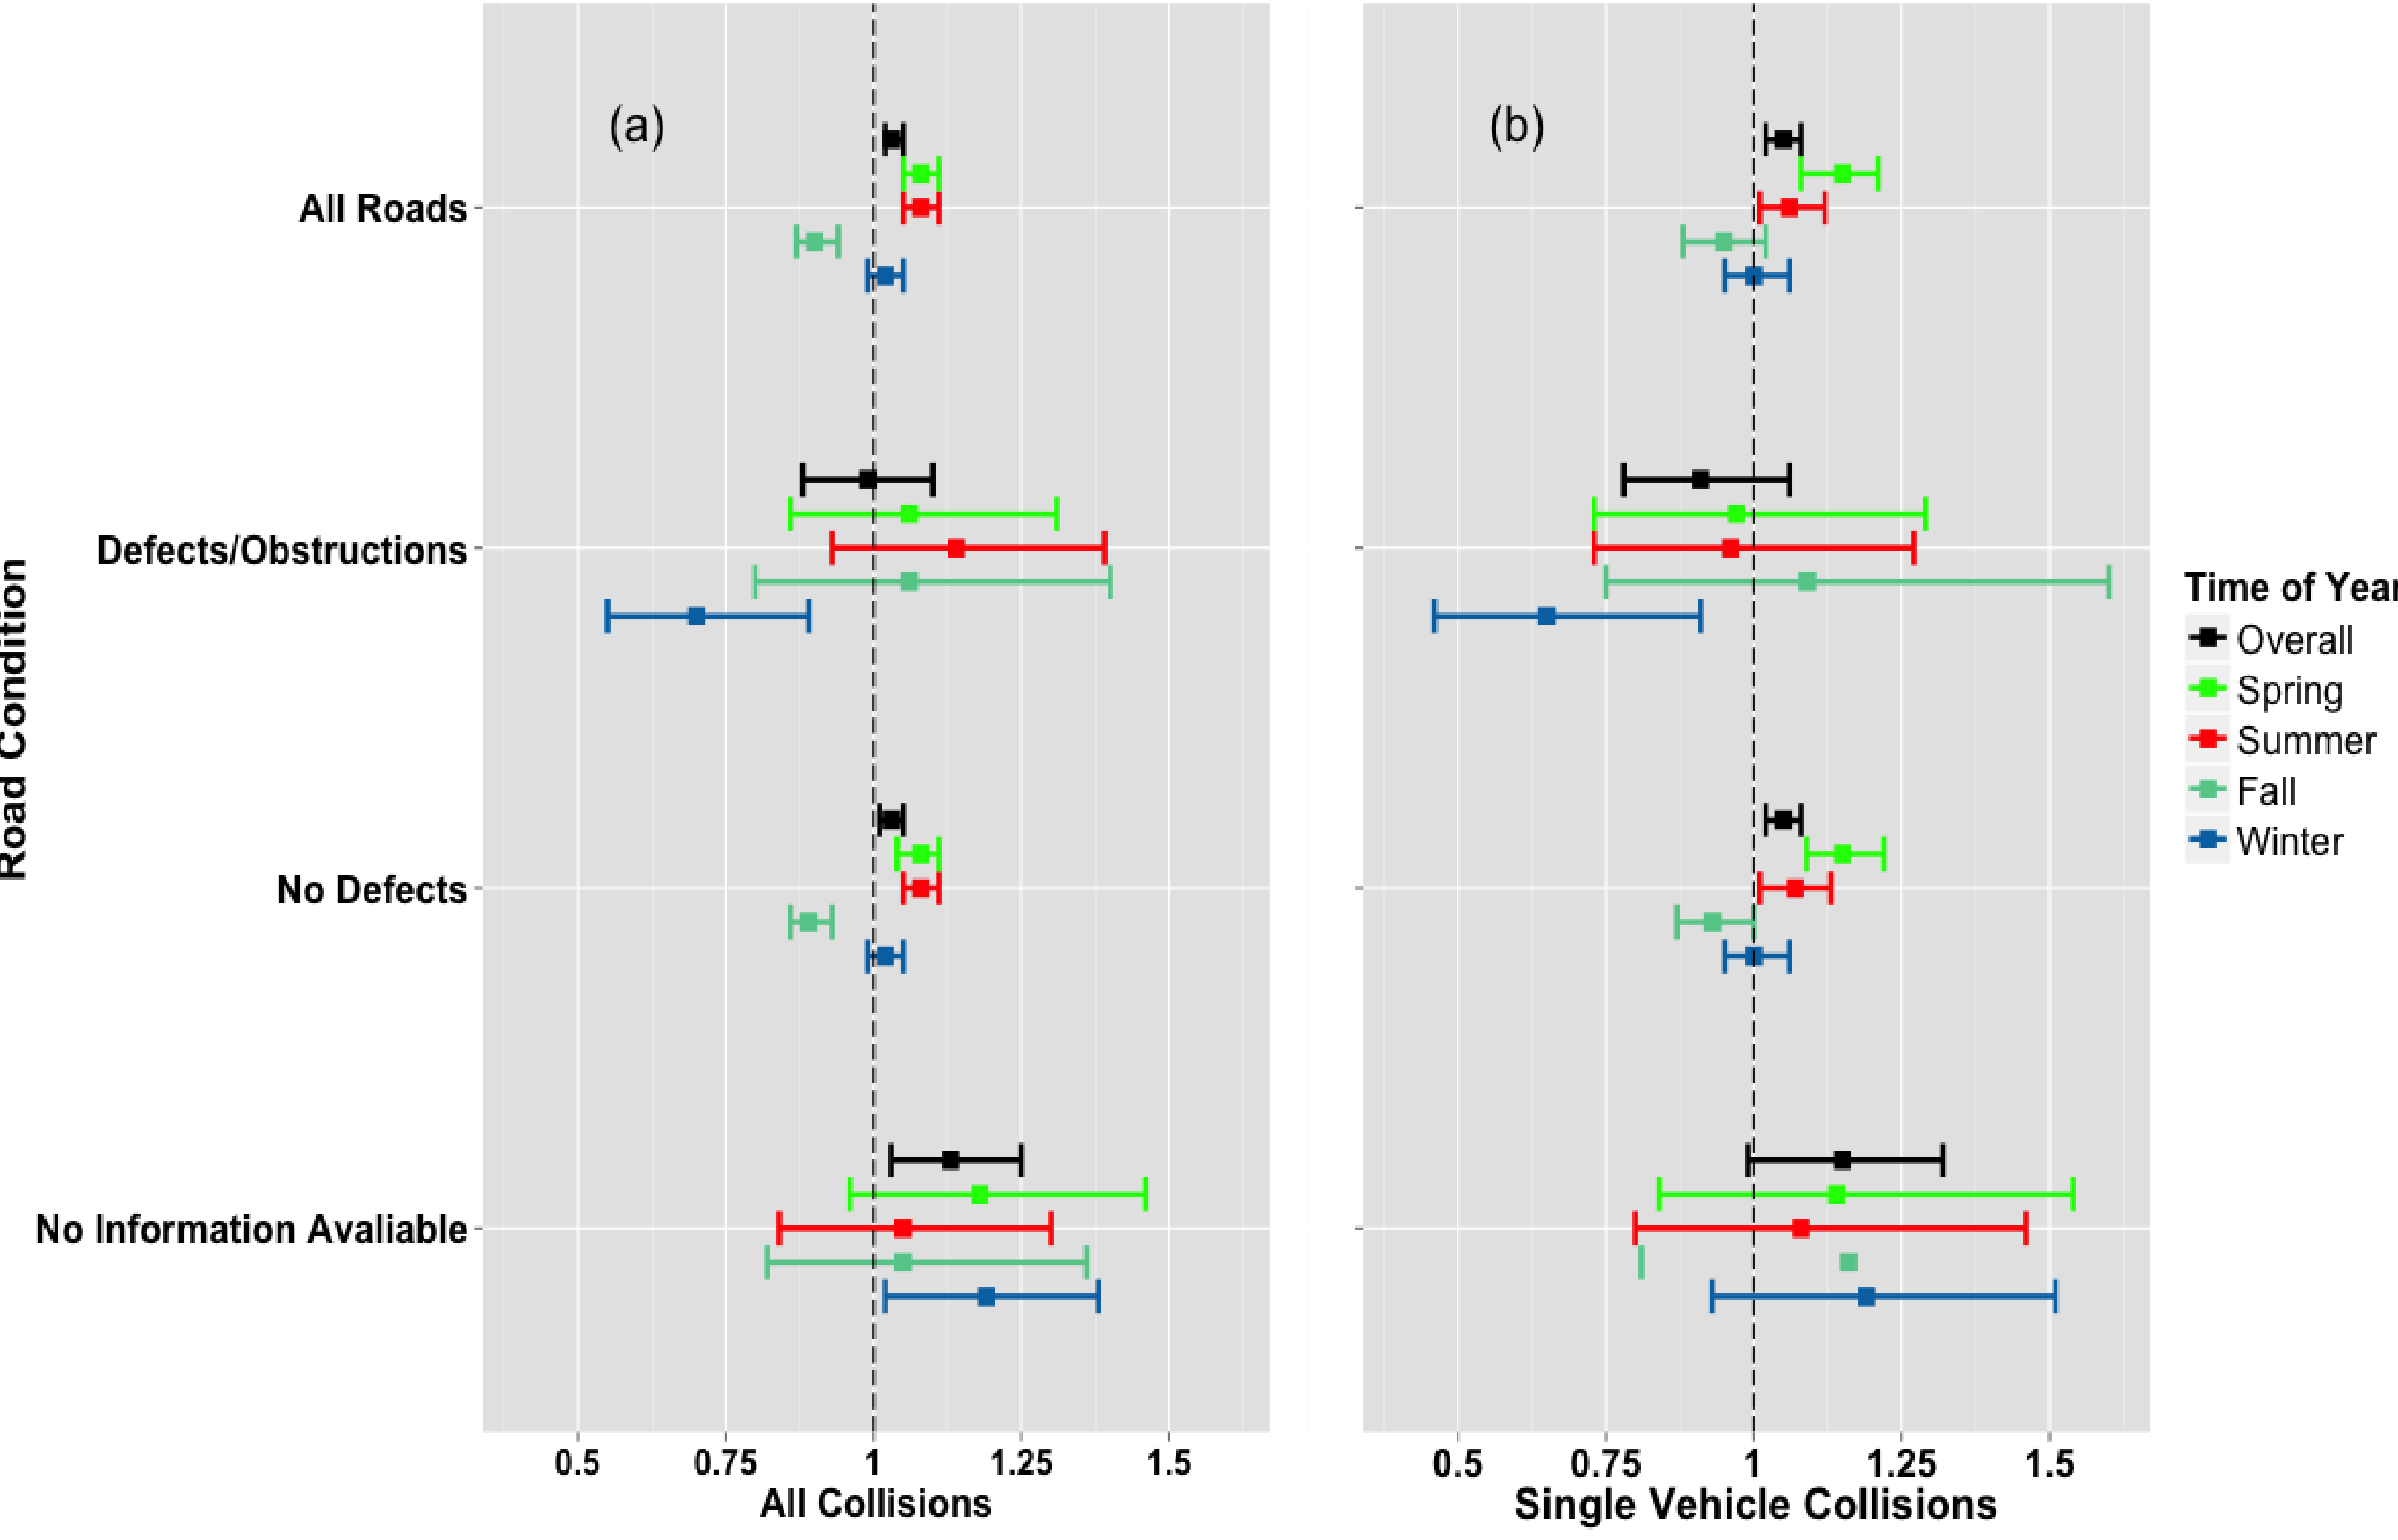 (a)
(b)
All Roads
Defects/Obstructions
No Defects
No Information Avaliable
Road Condition
0.5 0.75 1 1.25 1.5
All Collisions
0.5 0.75 1 1.25 1.5
Single Vehicle Collisions
Time of Year
Overall
Spring
Summer
Fall
Winter